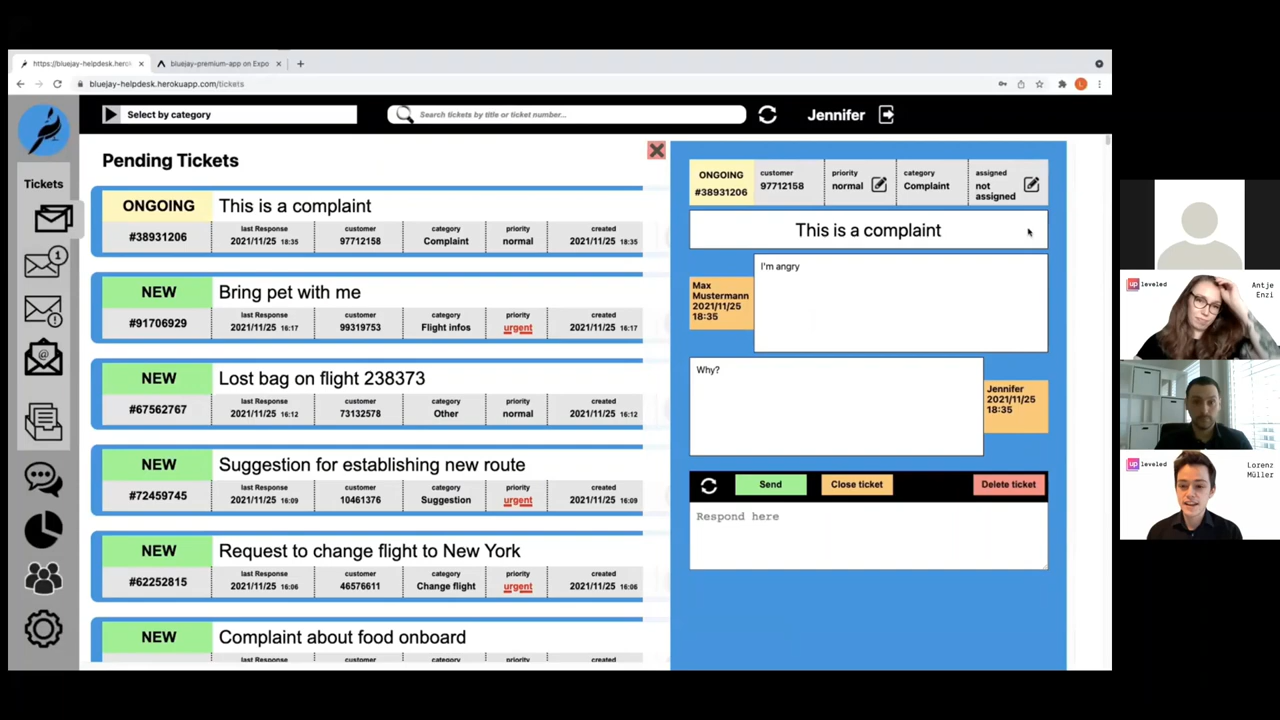 https://bluejay-helpdesk.herok
bluejay-premium-app on Expo
bluejay-helpdesk.herokuapp.com/tickets
L
Select by category
Search tickets by title or ticket number...
Jennifer
Tickets
1
Pending Tickets
ONGOING
This is a complaint
#38931206
last Response
2021/11/25 18:35
customer
97712158
category
Complaint
priority
normal
created
2021/11/25 18:35
NEW
Bring pet with me
#91706929
last Response
2021/11/25 16:17
customer
99319753
category
Flight infos
priority
urgent
created
2021/11/25 16:17
NEW
Lost bag on flight 238373
#67562767
last Response
2021/11/25 16:12
customer
73132578
category
Other
priority
normal
created
2021/11/25 16:12
NEW
Suggestion for establishing new route
#72459745
last Response
2021/11/25 16:09
customer
10461376
category
Suggestion
priority
urgent
created
2021/11/25 16:09
NEW
Request to change flight to New York
#62252815
last Response
2021/11/25 16:06
customer
46576611
category
Change flight
priority
urgent
created
2021/11/25 16:06
NEW
Complaint about food onboard
last Response
customer
category
priority
created
ONGOING
#38931206
customer
97712158
priority
normal
category
Complaint
assigned
not
assigned
This is a complaint
I'm angry
Max
Mustermann
2021/11/25
18:35
Why?
Jennifer
2021/11/25
18:35
Send
Close ticket
Delete ticket
Respond here
up leveled
Antje
Enzi
up leveled
Lorenz
Müller